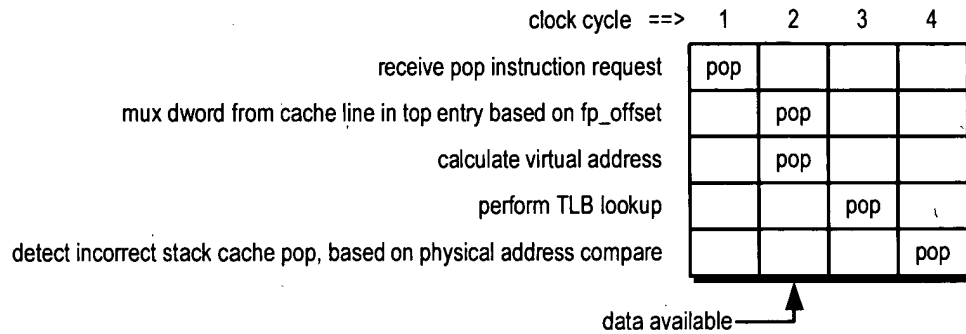 clock cycle ==> 1 2 3 4
receive pop instruction request pop
mux dword from cache line in top entry based on fp_offset pop
calculate virtual address pop
perform TLB lookup pop
detect incorrect stack cache pop, based on physical address compare pop
data available